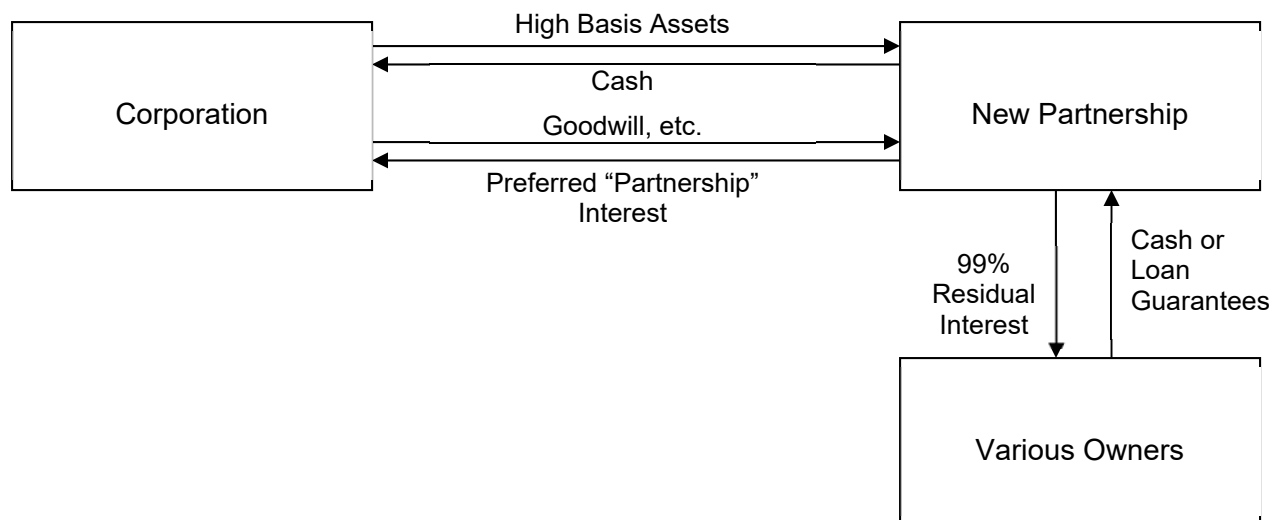 High Basis Assets
Cash
Corporation
New Partnership
Goodwill, etc.
Preferred “Partnership”
Interest
99%
Residual
Interest
Cash or
Loan
Guarantees
Various Owners